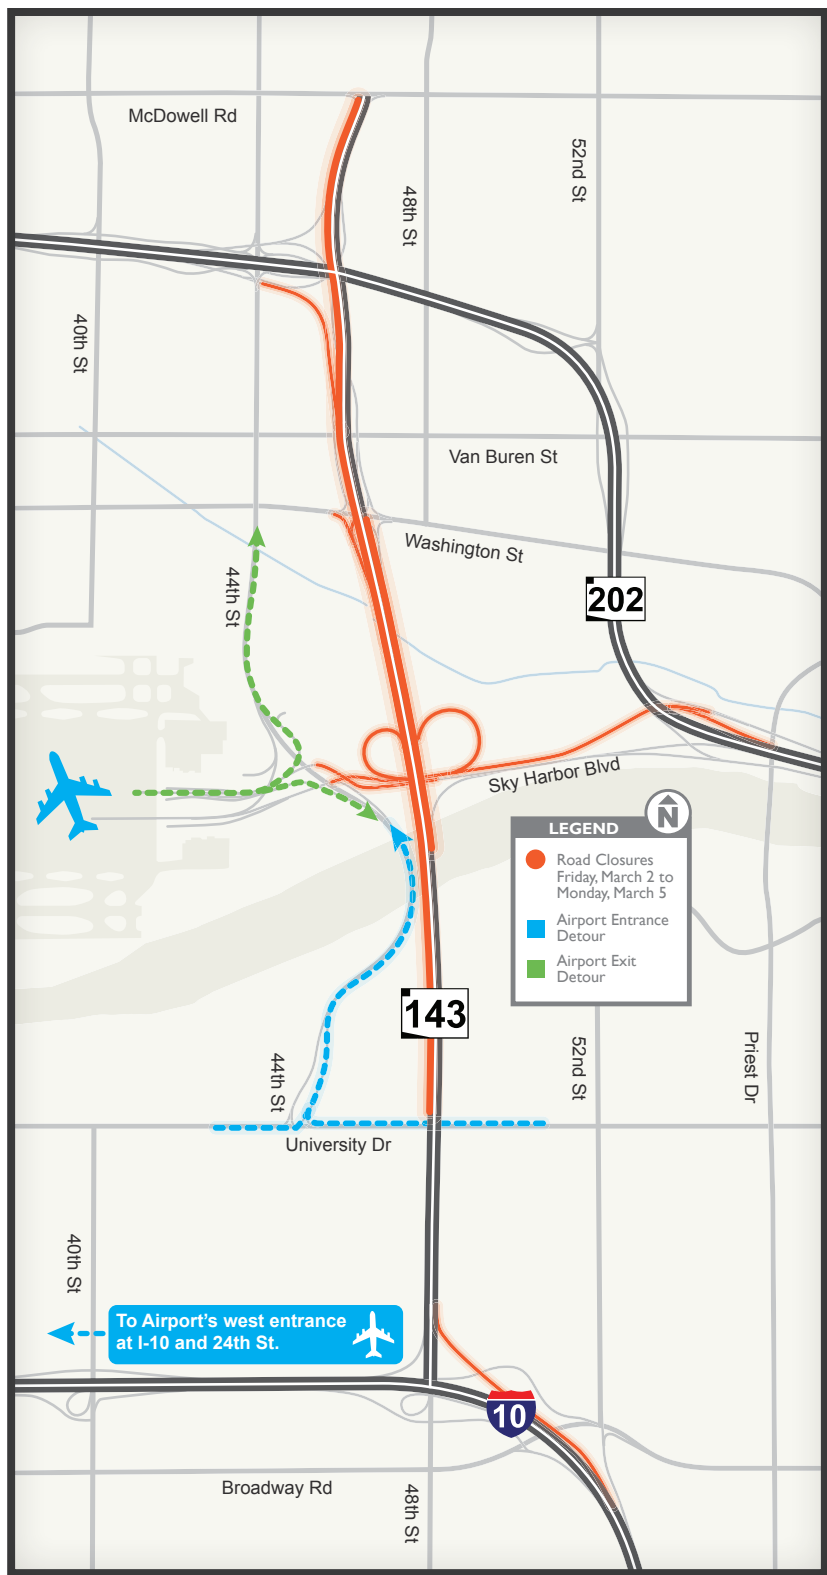 McDowell Rd
52nd St
48th St
40th St
Van Buren St
Washington St
44th St
202
Sky Harbor Blvd
N
LEGEND
Road Closures
Friday, March 2 to
Monday, March 5
Airport Entrance
Detour
Airport Exit
Detour
143
52nd St
Priest Dr
44th St
University Dr
40th St
To Airport's west entrance
at I-10 and 24th St.
10
Broadway Rd
48th St